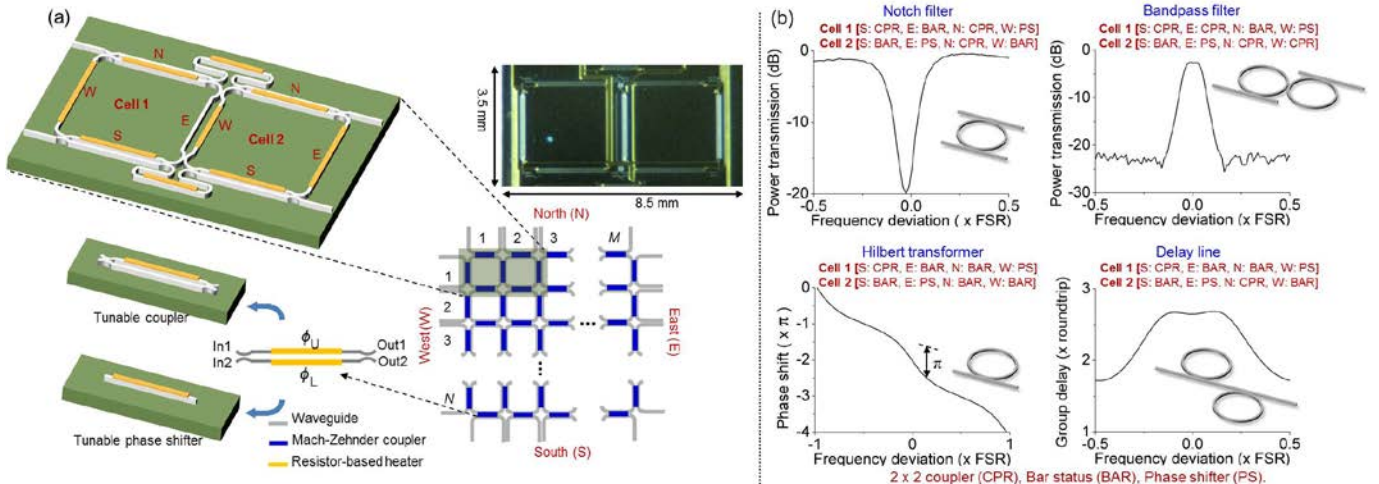 (a)
N
W
Cell 1
E
S
N
W
Cell 2
E
S
3.5 mm
8.5 mm
Tunable coupler
Tunable phase shifter
In1
In2
ϕU
ϕL
Out1
Out2
Waveguide
Mach-Zehnder coupler
Resistor-based heater
North (N)
1 2 3 M
1
2
3
N
West (W)
East (E)
South (S)
(b)
Notch filter
Cell 1 [S: CPR, E: BAR, N: CPR, W: PS]
Cell 2 [S: BAR, E: PS, N: CPR, W: BAR]
Power transmission (dB)
0
-10
-20
-0.5 0.0 0.5
Frequency deviation ( x FSR)
Bandpass filter
Cell 1 [S: CPR, E: CPR, N: BAR, W: PS]
Cell 2 [S: BAR, E: PS, N: CPR, W: CPR]
Power transmission (dB)
0
-10
-20
-30
-0.5 0.0 0.5
Frequency deviation (x FSR)
Hilbert transformer
Cell 1 [S: CPR, E: BAR, N: BAR, W: PS]
Cell 2 [S: BAR, E: PS, N: BAR, W: BAR]
Phase shift ( x π)
0
-1
-2
-3
-4
π
-1 0 1
Frequency deviation (x FSR)
Delay line
Cell 1 [S: CPR, E: BAR, N: BAR, W: PS]
Cell 2 [S: BAR, E: PS, N: CPR, W: BAR]
Group delay (x roundtrip)
3
2
1
-0.5 0.0 0.5
Frequency deviation (x FSR)
2 x 2 coupler (CPR), Bar status (BAR), Phase shifter (PS).